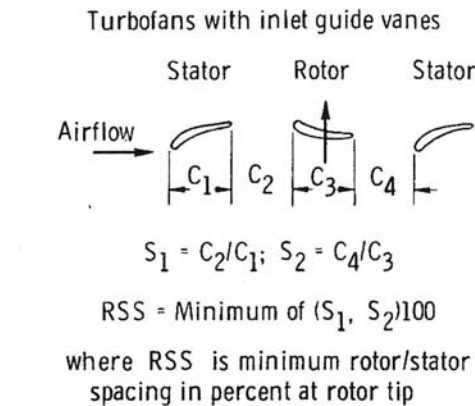 Turbofans with inlet guide vanes
Stator Rotor Stator
Airflow
C₁ C₂ C₃ C₄
S₁ = C₂/C₁; S₂ = C₄/C₃
RSS = Minimum of (S₁, S₂)100
where RSS is minimum rotor/stator
spacing in percent at rotor tip